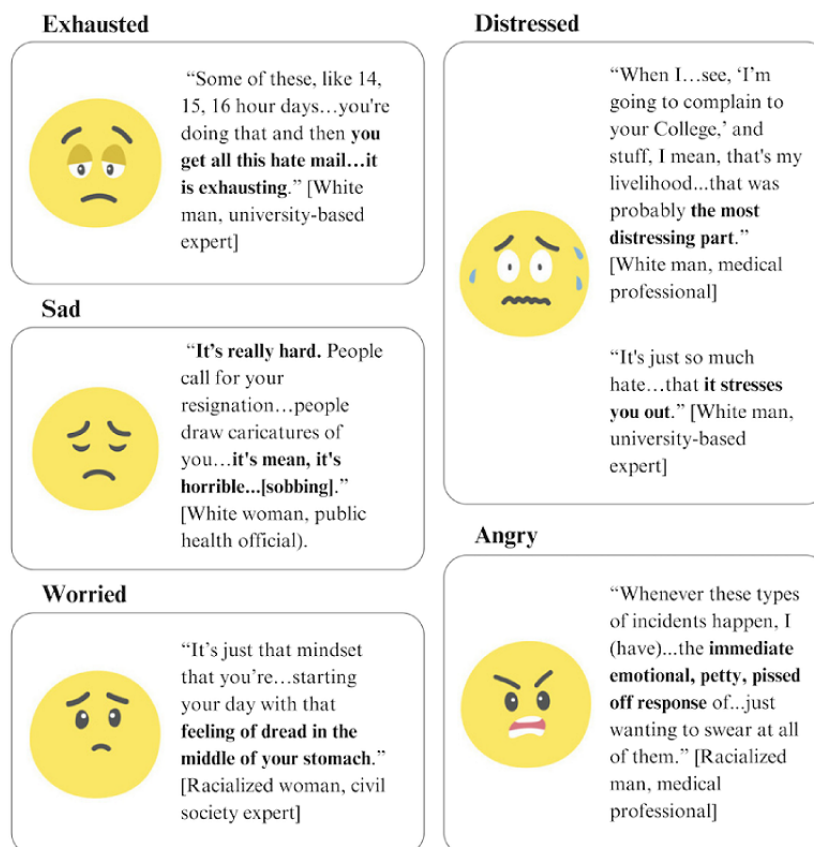 Exhausted
“Some of these, like 14,
15, 16 hour days…you're
doing that and then you
get all this hate mail…it
is exhausting.” [White
man, university-based
expert]
Sad
“It’s really hard. People
call for your
resignation…people
draw caricatures of
you…it's mean, it's
horrible...[sobbing].”
[White woman, public
health official).
Worried
“It’s just that mindset
that you’re…starting
your day with that
feeling of dread in the
middle of your stomach.”
[Racialized woman, civil
society expert]
Distressed
“When I…see, ‘I’m
going to complain to
your College,’ and
stuff, I mean, that's my
livelihood...that was
probably the most
distressing part.”
[White man, medical
professional]
“It's just so much
hate…that it stresses
you out.” [White man,
university-based
expert]
Angry
“Whenever these types
of incidents happen, I
(have)...the immediate
emotional, petty, pissed
off response of...just
wanting to swear at all
of them.” [Racialized
man, medical
professional]